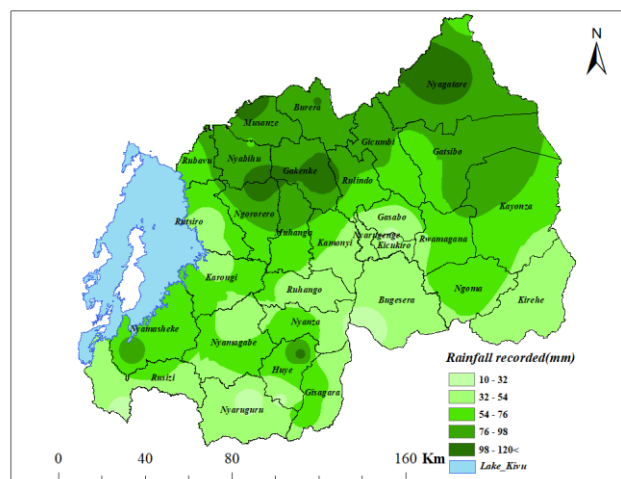 N
Nyagatare
Burera
Musanze
Gicumbi
Rubavu
Nyabihu
Gakenke
Gatsibo
Rulindo
Kayonza
Rutsiro
Ngororero
Gasabo
Muhanga
Nyarugenge
Kamonyi
Kicukiro
Rwamagana
Karongi
Ruhango
Bugesera
Ngoma
Kirehe
Nyamasheke
Nyanza
Nyamagabe
Huye
Rusizi
Gisagara
Nyaruguru
Rainfall recorded(mm)
10 - 32
32 - 54
54 - 76
76 - 98
98 - 120<
Lake_Kivu
0 40 80 160 Km